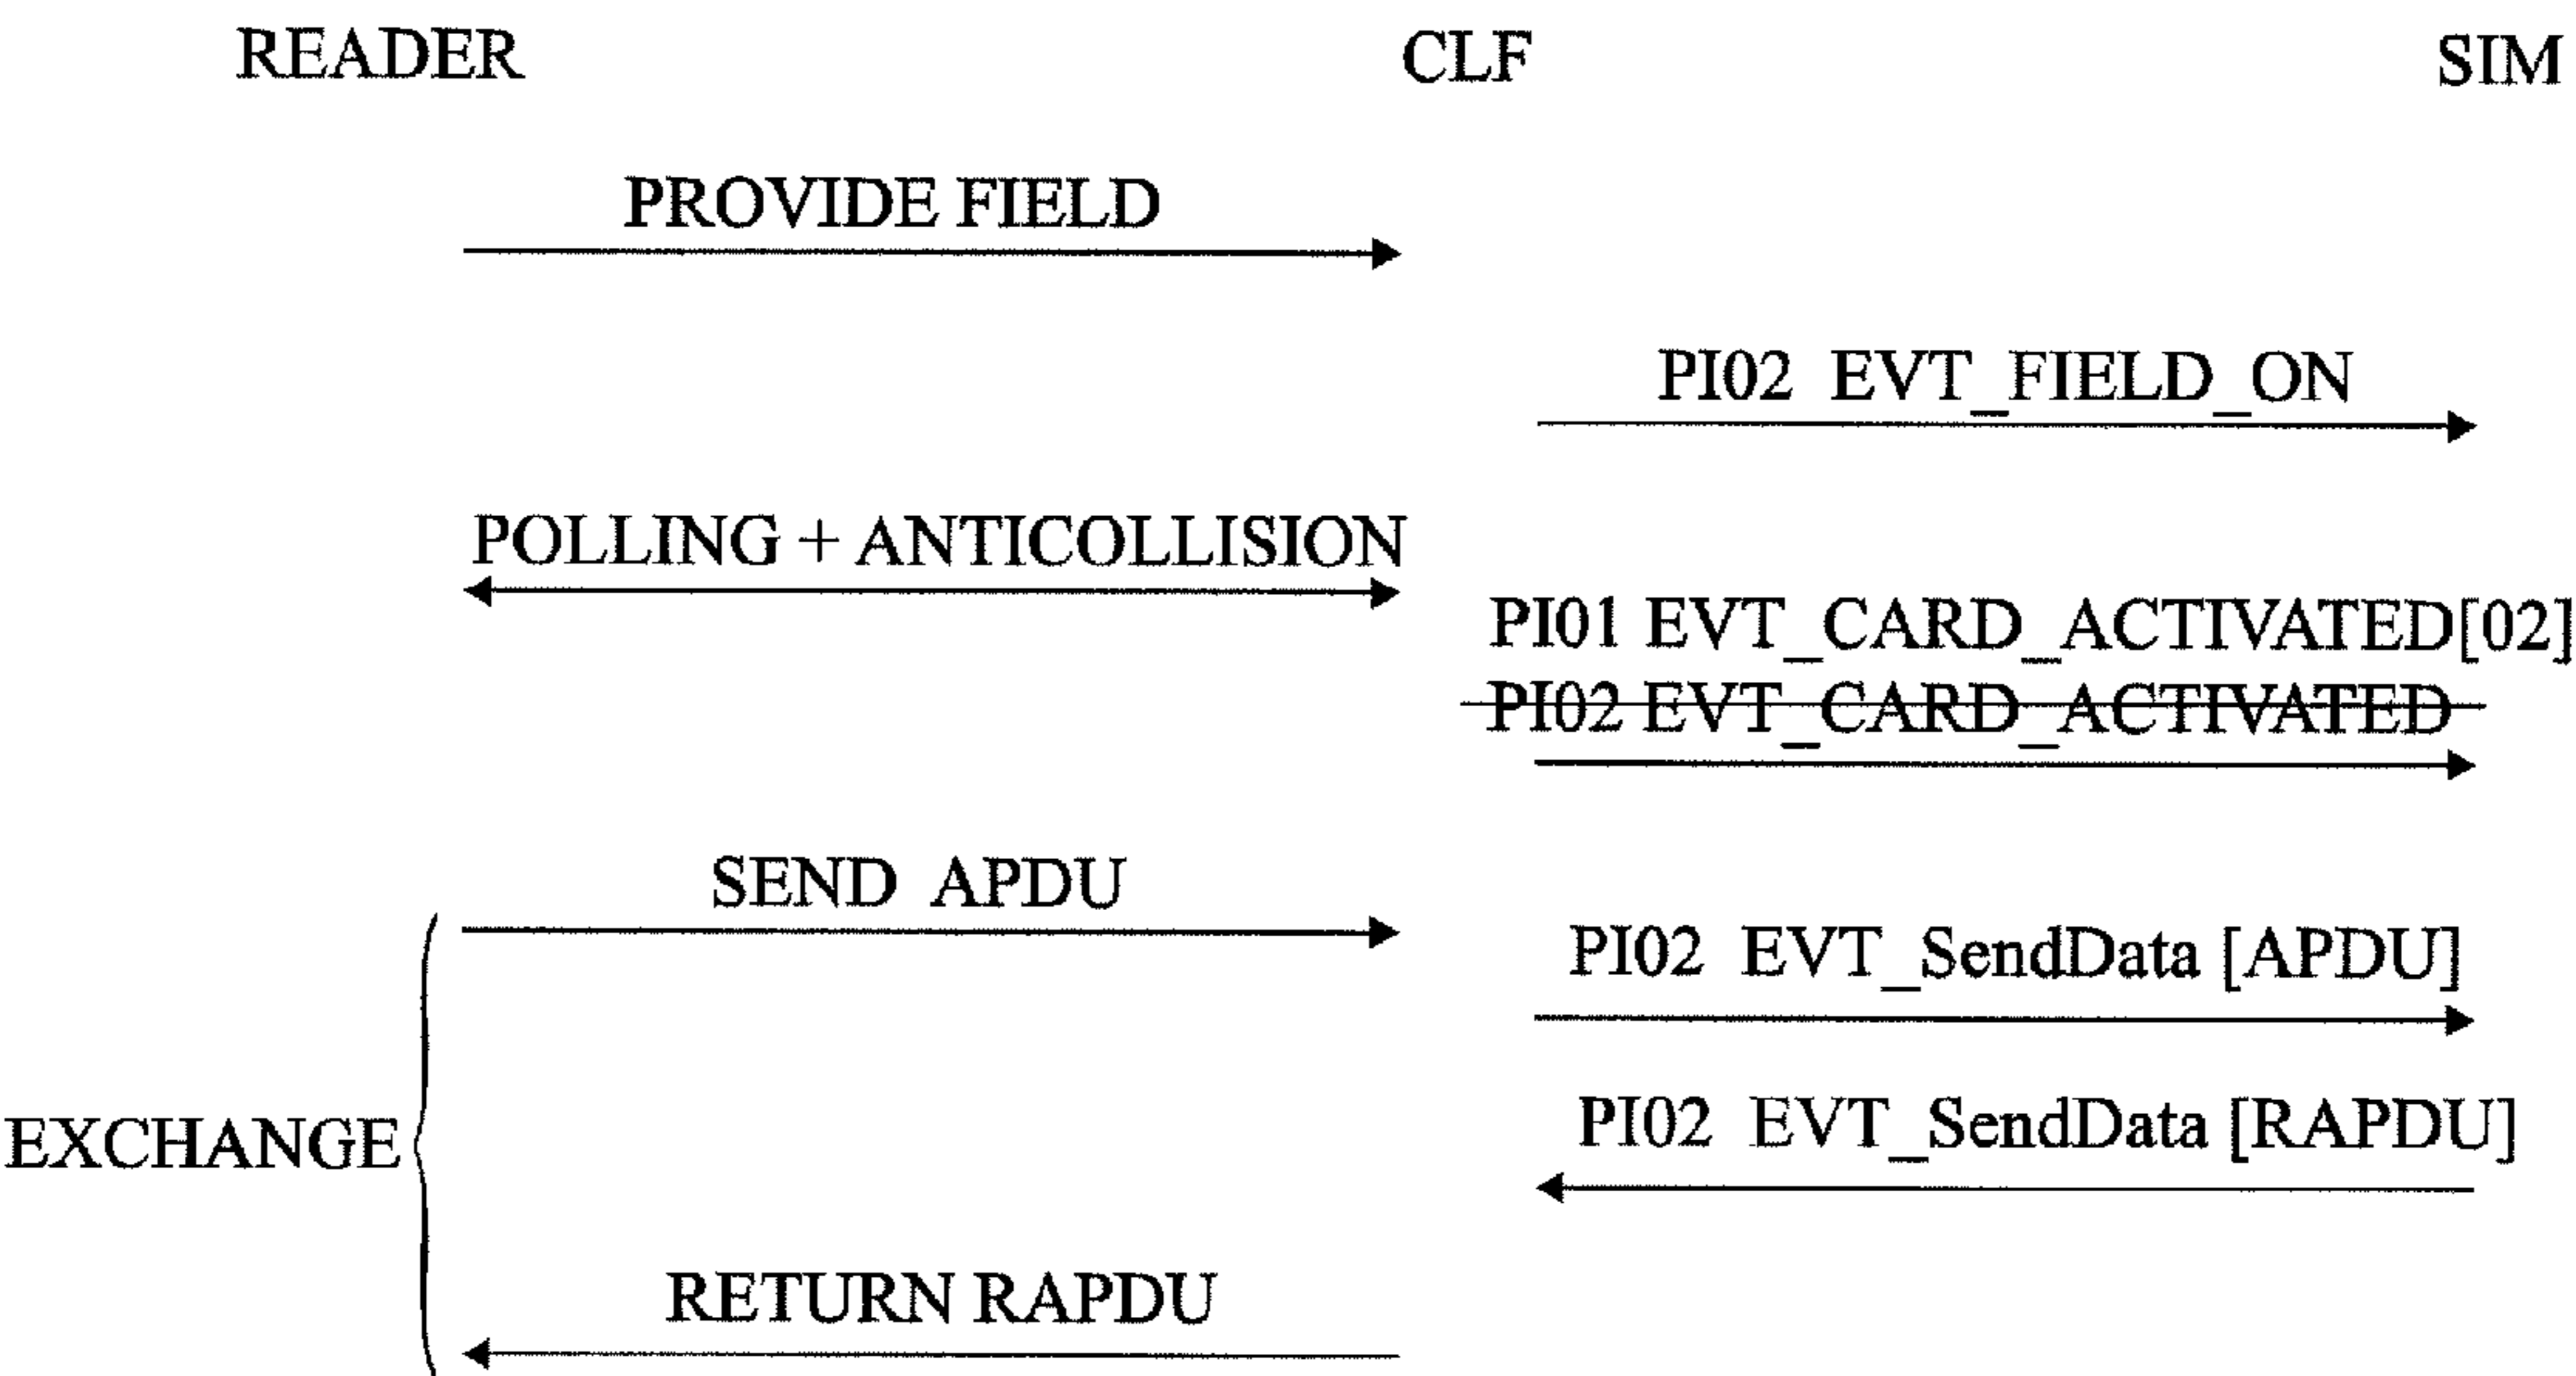 READER CLF SIM
PROVIDE FIELD
PI02 EVT_FIELD_ON
POLLING + ANTICOLLISION
PI01 EVT_CARD_ACTIVATED[02]
PI02 EVT_CARD_ACTIVATED
SEND APDU
PI02 EVT_SendData [APDU]
PI02 EVT_SendData [RAPDU]
EXCHANGE
RETURN RAPDU